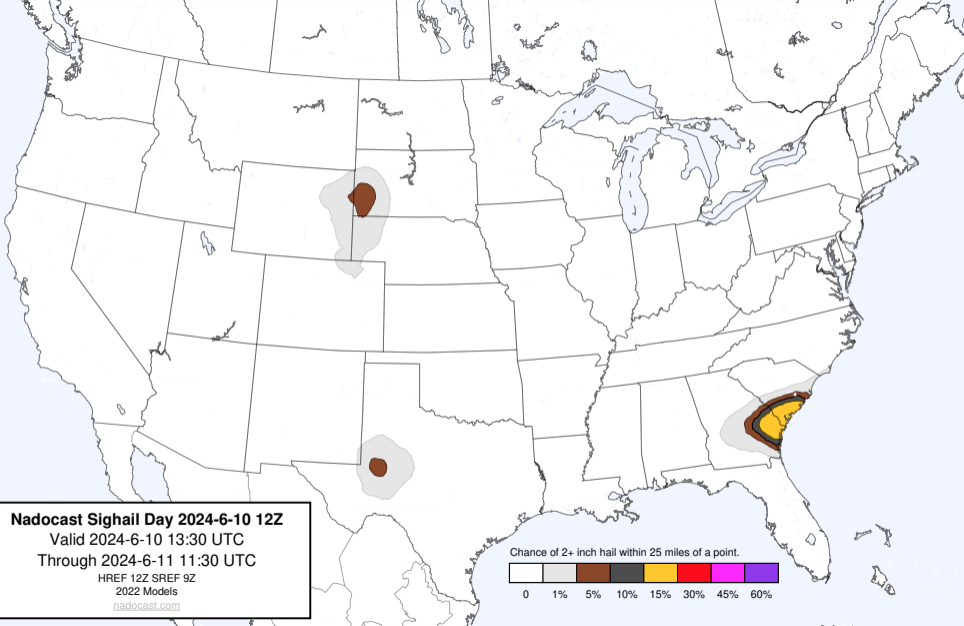 Nadocast Sighail Day 2024-6-10 12Z
Valid 2024-6-10 13:30 UTC
Through 2024-6-11 11:30 UTC
HREF 12Z SREF 9Z
2022 Models
nadocast.com
Chance of 2+ inch hail within 25 miles of a point.
0 1% 5% 10% 15% 30% 45% 60%